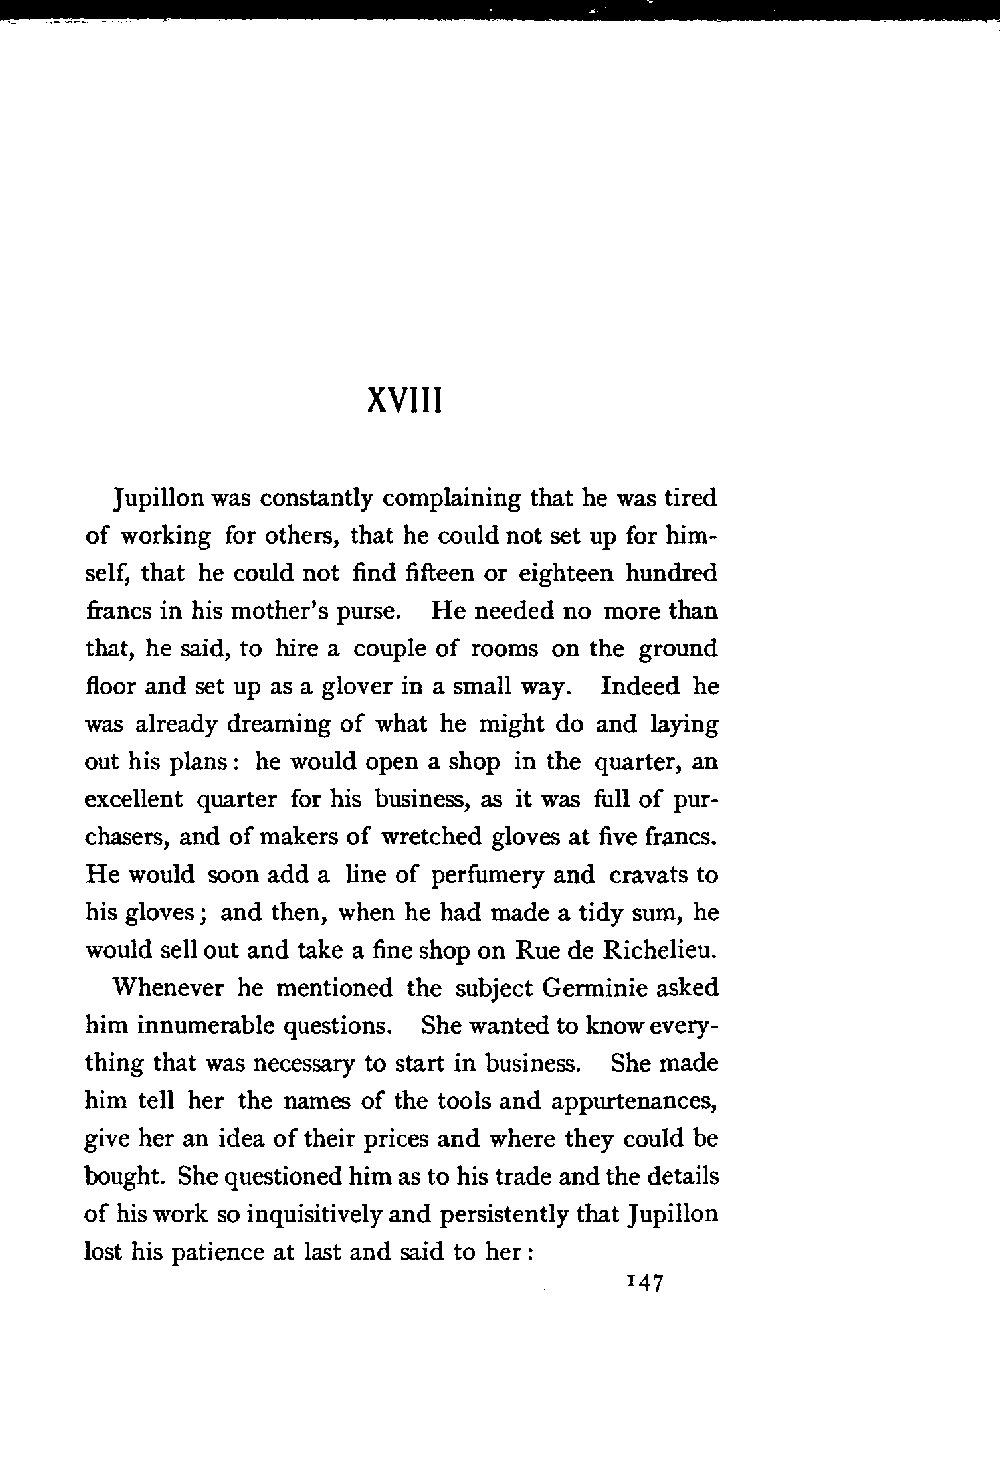 XVIII
Jupillon was constantly complaining that he was tired
of working for others, that he could not set up for him-
self, that he could not find fifteen or eighteen hundred
francs in his mother's purse. He needed no more than
that, he said, to hire a couple of rooms on the ground
floor and set up as a glover in a small way. Indeed he
was already dreaming of what he might do and laying
out his plans: he would open a shop in the quarter, an
excellent quarter for his business, as it was full of pur-
chasers, and of makers of wretched gloves at five francs.
He would soon add a line of perfumery and cravats to
his gloves; and then, when he had made a tidy sum, he
would sell out and take a fine shop on Rue de Richelieu.
Whenever he mentioned the subject Germinie asked
him innumerable questions. She wanted to know every-
thing that was necessary to start in business. She made
him tell her the names of the tools and appurtenances,
give her an idea of their prices and where they could be
bought. She questioned him as to his trade and the details
of his work so inquisitively and persistently that Jupillon
lost his patience at last and said to her:
147